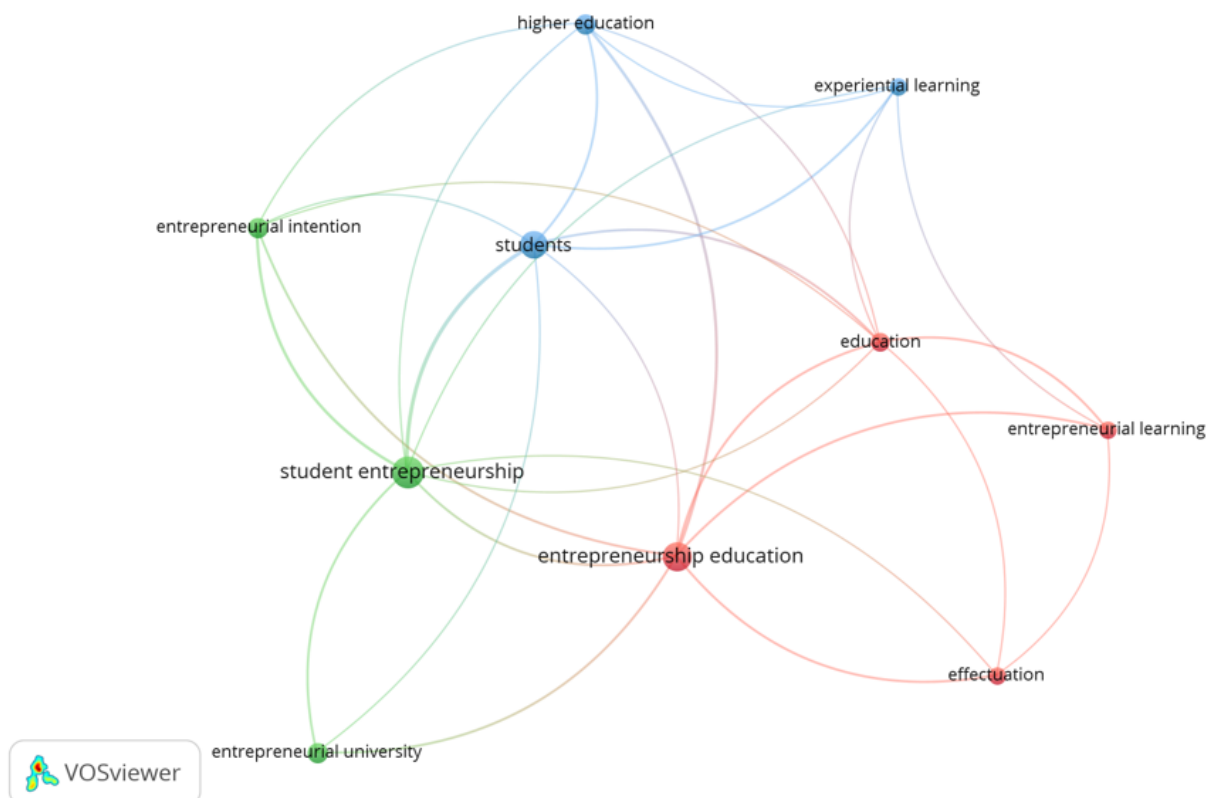 higher education
experiential learning
entrepreneurial intention
students
education
entrepreneurial learning
student entrepreneurship
entrepreneurship education
effectuation
entrepreneurial university
VOSviewer